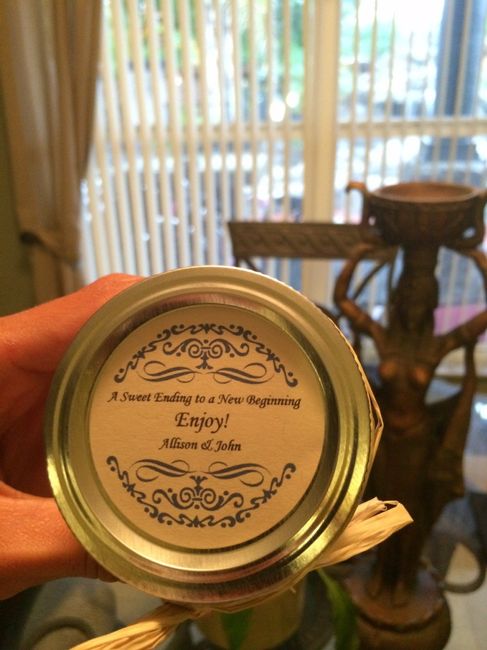 A Sweet Ending to a New Beginning
Enjoy!
Allison & John